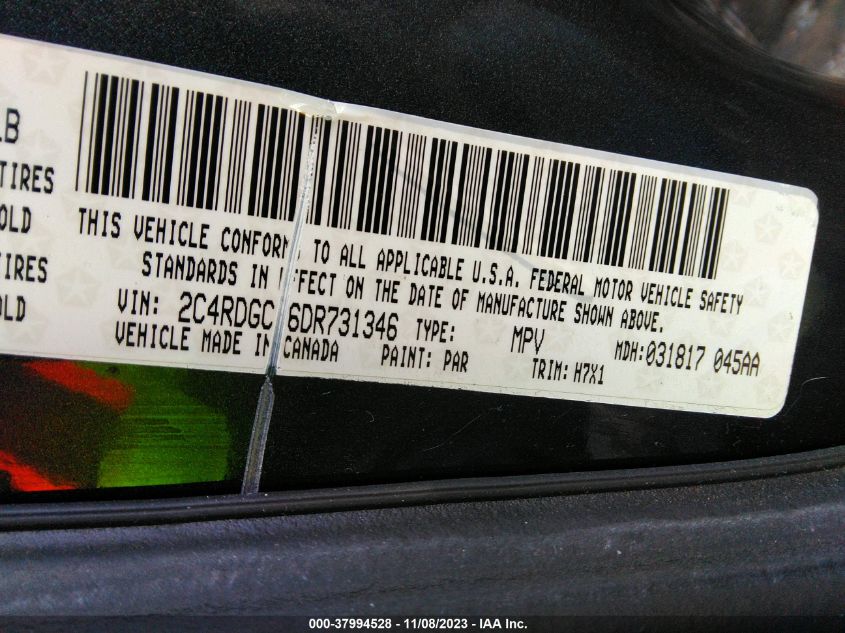 LB
TIRES
OLD
TIRES
OLD
THIS VEHICLE CONFORMS TO ALL APPLICABLE U.S.A. FEDERAL MOTOR VEHICLE SAFETY
STANDARDS IN EFFECT ON THE DATE OF MANUFACTURE SHOWN ABOVE.
VIN: 2C4RDGC 6DR731346 TYPE: MPV MDH:031817 045AA
VEHICLE MADE IN CANADA PAINT: PAR TRIM: H7X1
000-37994528 - 11/08/2023 - IAA Inc.